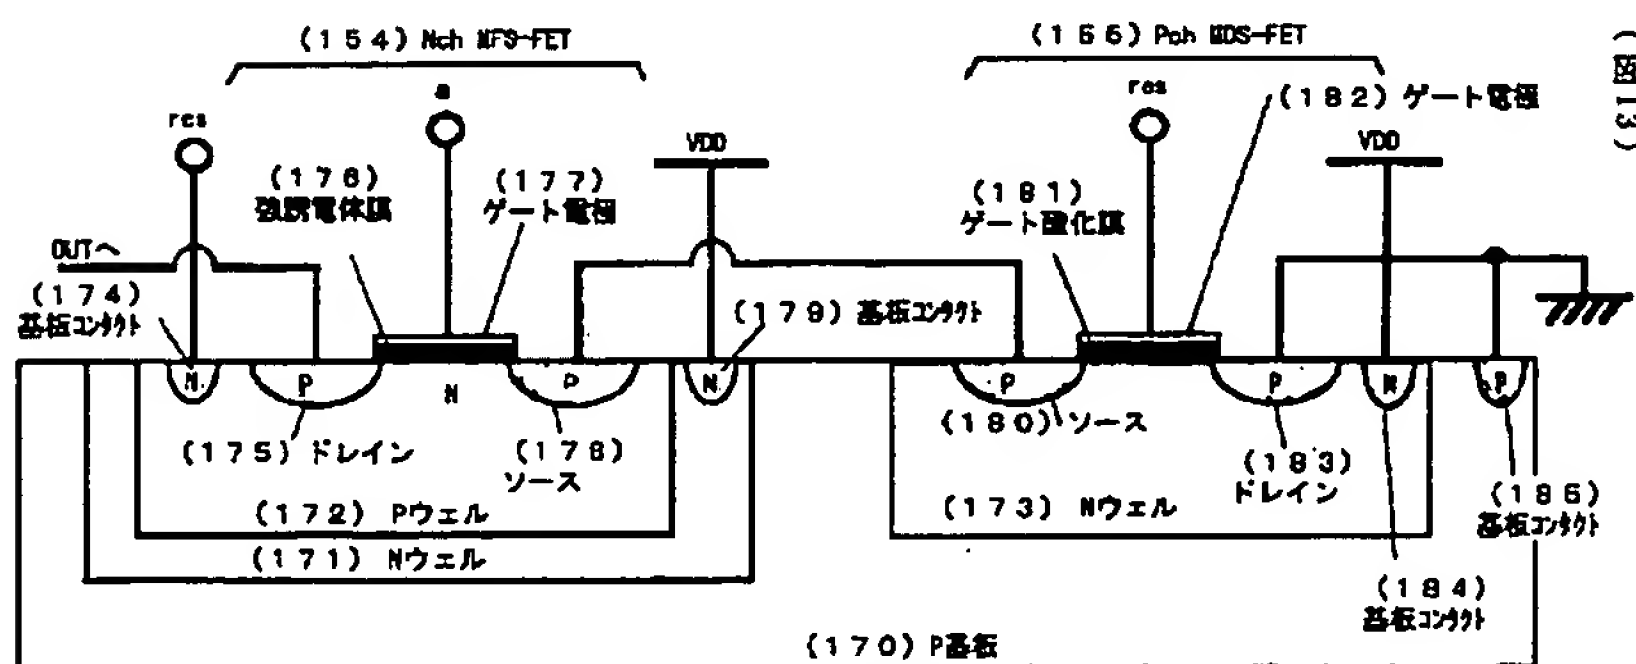 (154) Nch MFS-FET
(155) Pch MOS-FET
(図13)
res
a
VDD
res
(182) ゲート電極
VDD
(176)
強誘電体膜
(177)
ゲート電極
(181)
ゲート酸化膜
OUTへ
(174)
基板コンタクト
(179) 基板コンタクト
N
P
N
P
N
P
P
N
P
(175) ドレイン
(178)
ソース
(180) ソース
(183)
ドレイン
(172) Pウェル
(173) Nウェル
(185)
基板コンタクト
(171) Nウェル
(184)
基板コンタクト
(170) P基板